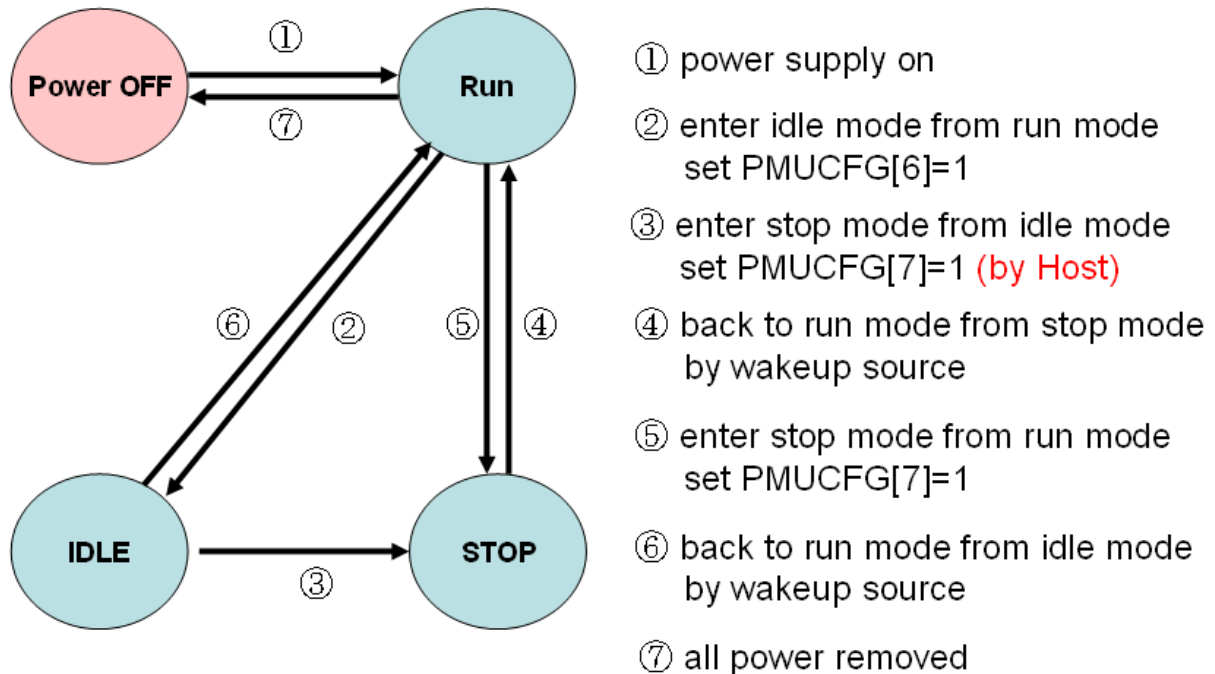 ①
Power OFF
Run
⑦
⑥
②
⑤
④
IDLE
STOP
③
① power supply on
② enter idle mode from run mode
set PMUCFG[6]=1
③ enter stop mode from idle mode
set PMUCFG[7]=1 (by Host)
④ back to run mode from stop mode
by wakeup source
⑤ enter stop mode from run mode
set PMUCFG[7]=1
⑥ back to run mode from idle mode
by wakeup source
⑦ all power removed